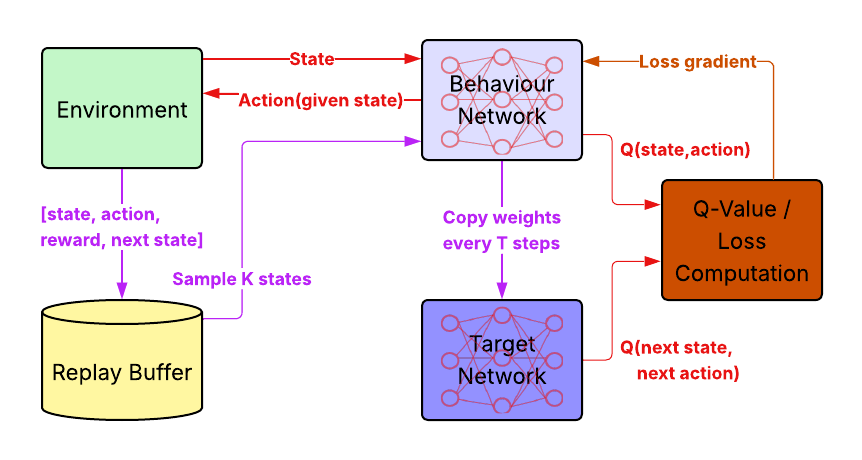 State
Action(given state)
Environment
Behaviour
Network
Loss gradient
Q(state,action)
[state, action,
reward, next state]
Sample K states
Copy weights
every T steps
Q-Value /
Loss
Computation
Replay Buffer
Target
Network
Q(next state,
next action)